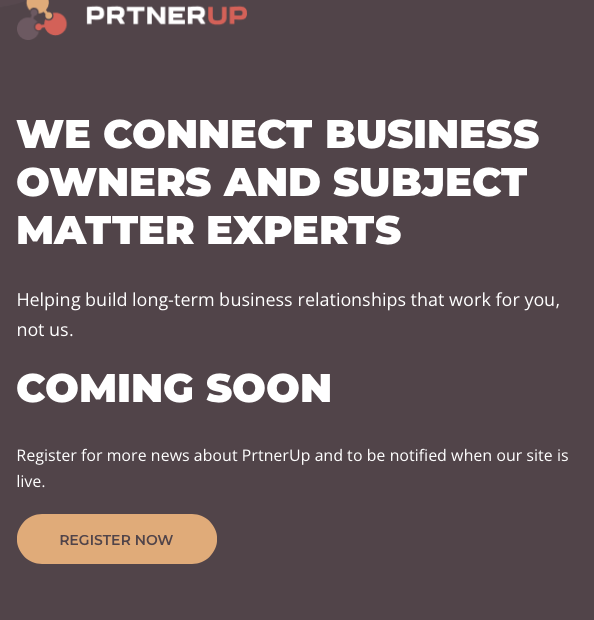 PRTNERUP
WE CONNECT BUSINESS
OWNERS AND SUBJECT
MATTER EXPERTS
Helping build long-term business relationships that work for you,
not us.
COMING SOON
Register for more news about PrtnerUp and to be notified when our site is
live.
REGISTER NOW